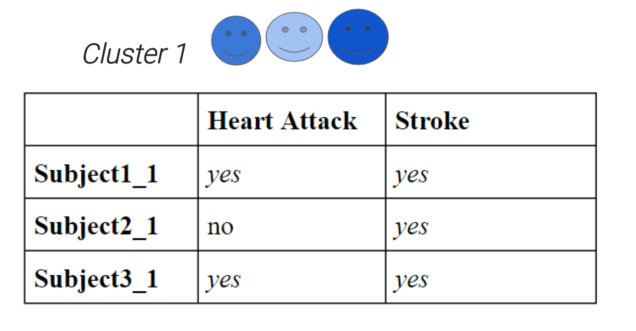 Cluster 1
Heart Attack Stroke
Subject1_1 yes yes
Subject2_1 no yes
Subject3_1 yes yes